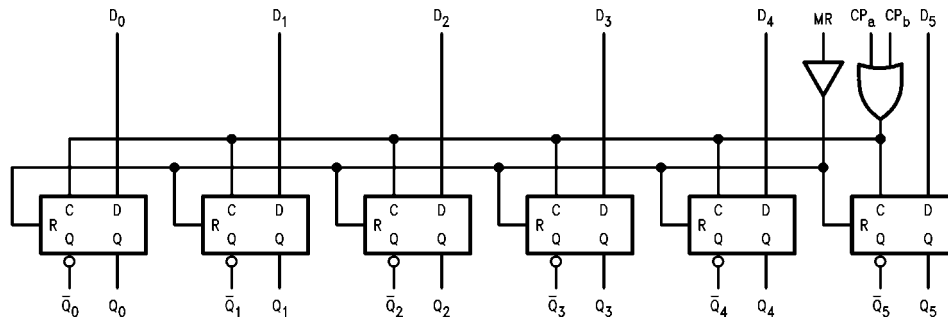 D₀ D₁ D₂ D₃ D₄ MR CPₐ CP_b D₅
C D C D C D C D C D C D
R R R R R R
Q Q Q Q Q Q Q Q Q Q Q Q
Q̅₀ Q₀ Q̅₁ Q₁ Q̅₂ Q₂ Q̅₃ Q₃ Q̅₄ Q₄ Q̅₅ Q₅